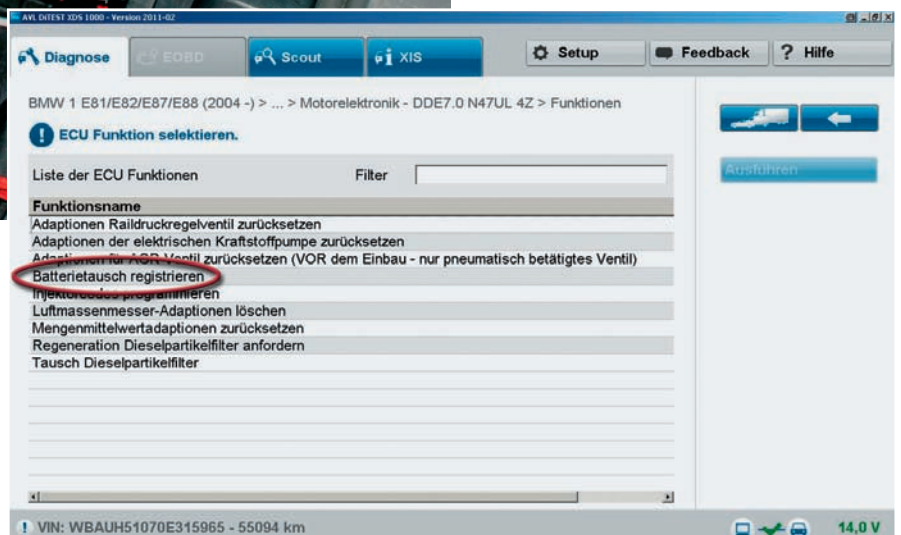 AVL DiTEST XDS 1000 - Version 2011-02
Diagnose EOBD Scout XIS Setup Feedback ? Hilfe
BMW 1 E81/E82/E87/E88 (2004 -) > ... > Motorelektronik - DDE7.0 N47UL 4Z > Funktionen
! ECU Funktion selektieren.
Ausführen
Liste der ECU Funktionen Filter
Funktionsname
Adaptionen Raildruckregelventil zurücksetzen
Adaptionen der elektrischen Kraftstoffpumpe zurücksetzen
Adaptionen für AGR-Ventil zurücksetzen (VOR dem Einbau - nur pneumatisch betätigtes Ventil)
Batterietausch registrieren
Injektorcodes programmieren
Luftmassenmesser-Adaptionen löschen
Mengenmittelwertadaptionen zurücksetzen
Regeneration Dieselpartikelfilter anfordern
Tausch Dieselpartikelfilter
! VIN: WBAUH51070E315965 - 55094 km 14,0 V